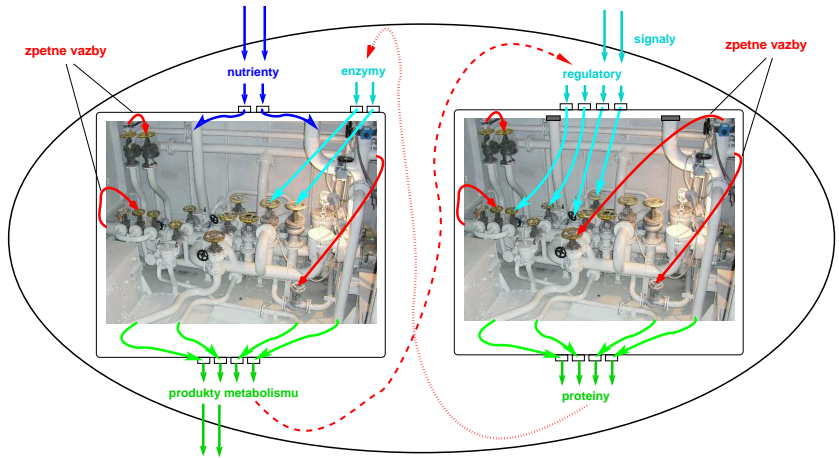 signaly
zpetne vazby
zpetne vazby
nutrienty
enzymy
regulatory
produkty metabolismu
proteiny